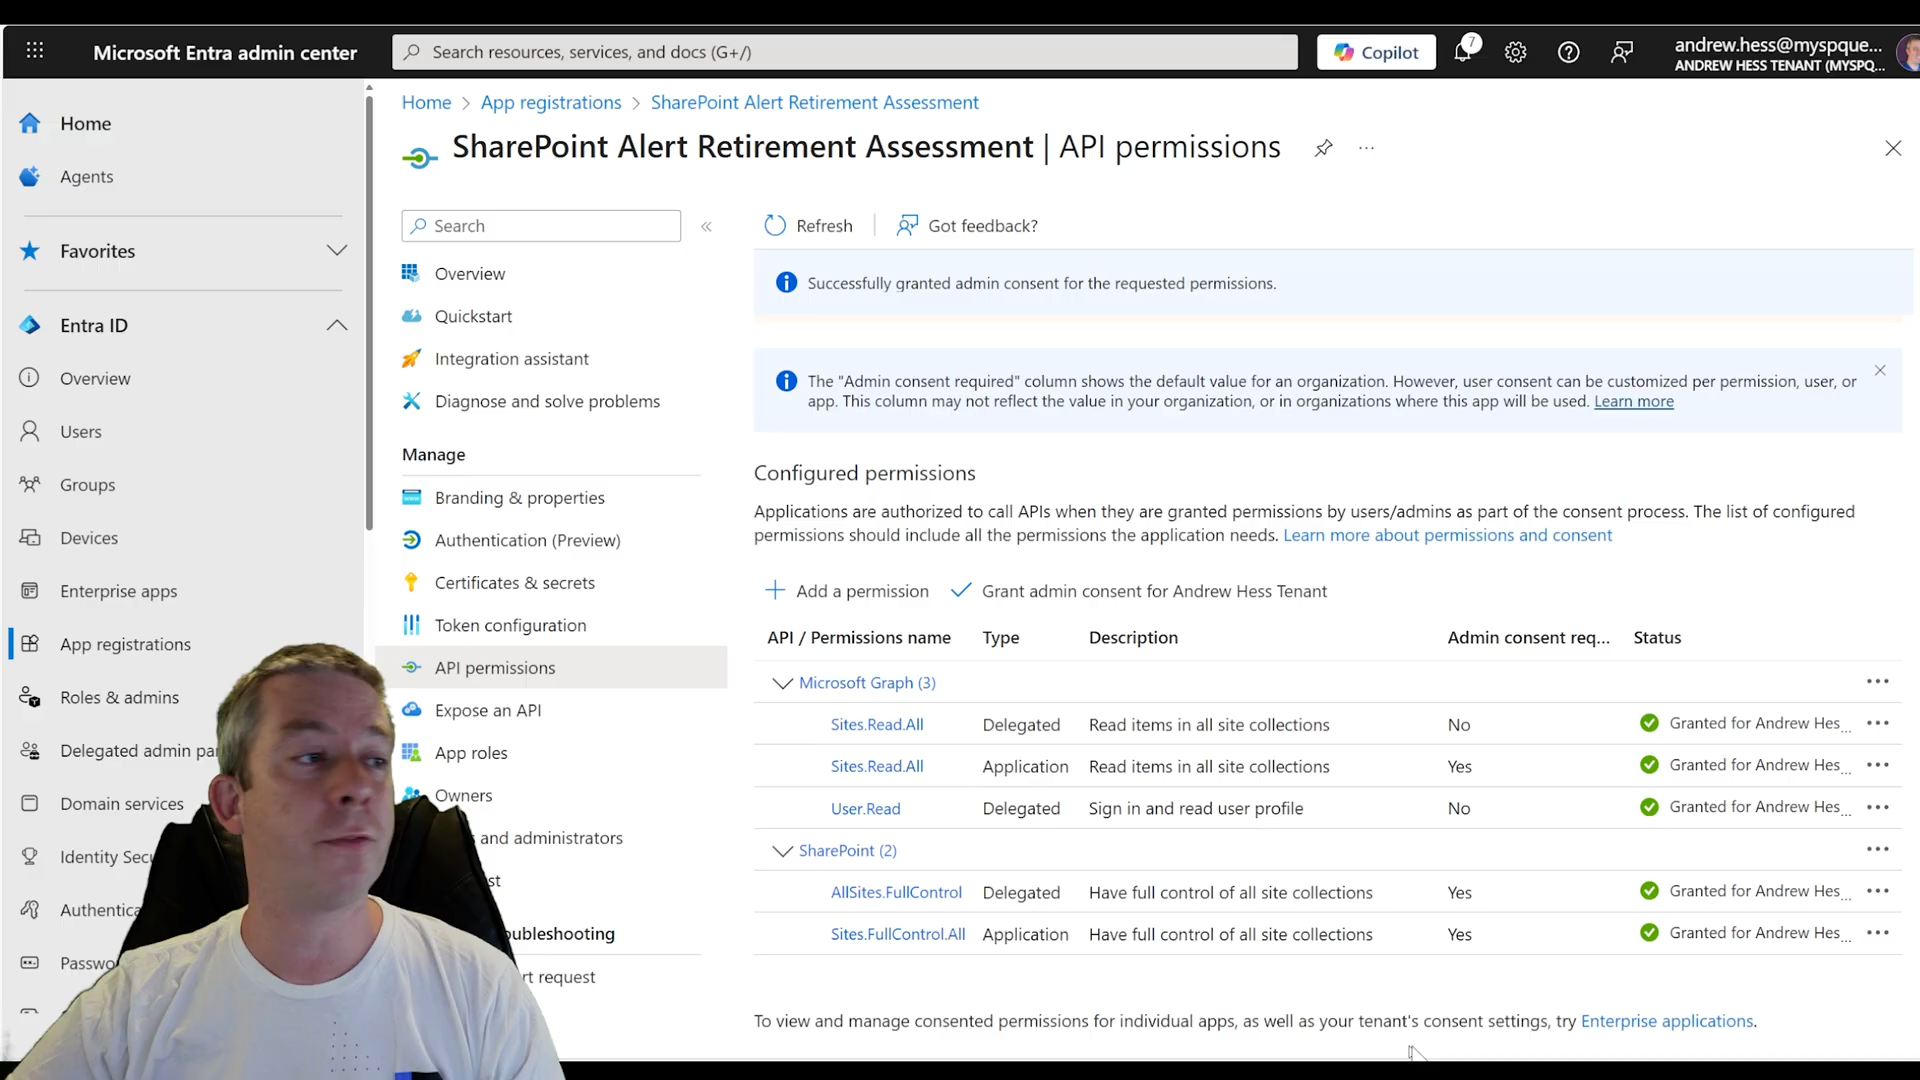 Microsoft Entra admin center
Search resources, services, and docs (G+/)
Copilot
7
andrew.hess@myspque...
ANDREW HESS TENANT (MYSPQ...
Home
Agents
Favorites
Entra ID
Overview
Users
Groups
Devices
Enterprise apps
App registrations
Roles & admins
Delegated admin pa
Domain services
Identity Sec
Authentica
Passwo
Home > App registrations > SharePoint Alert Retirement Assessment
SharePoint Alert Retirement Assessment | API permissions
Search
Overview
Quickstart
Integration assistant
Diagnose and solve problems
Manage
Branding & properties
Authentication (Preview)
Certificates & secrets
Token configuration
API permissions
Expose an API
App roles
Owners
and administrators
st
oubleshooting
rt request
Refresh
Got feedback?
Successfully granted admin consent for the requested permissions.
The "Admin consent required" column shows the default value for an organization. However, user consent can be customized per permission, user, or
app. This column may not reflect the value in your organization, or in organizations where this app will be used. Learn more
Configured permissions
Applications are authorized to call APIs when they are granted permissions by users/admins as part of the consent process. The list of configured
permissions should include all the permissions the application needs. Learn more about permissions and consent
Add a permission
Grant admin consent for Andrew Hess Tenant
API / Permissions name Type Description Admin consent req... Status
Microsoft Graph (3)
Sites.Read.All Delegated Read items in all site collections No Granted for Andrew Hes...
Sites.Read.All Application Read items in all site collections Yes Granted for Andrew Hes...
User.Read Delegated Sign in and read user profile No Granted for Andrew Hes...
SharePoint (2)
AllSites.FullControl Delegated Have full control of all site collections Yes Granted for Andrew Hes...
Sites.FullControl.All Application Have full control of all site collections Yes Granted for Andrew Hes...
To view and manage consented permissions for individual apps, as well as your tenant's consent settings, try Enterprise applications.